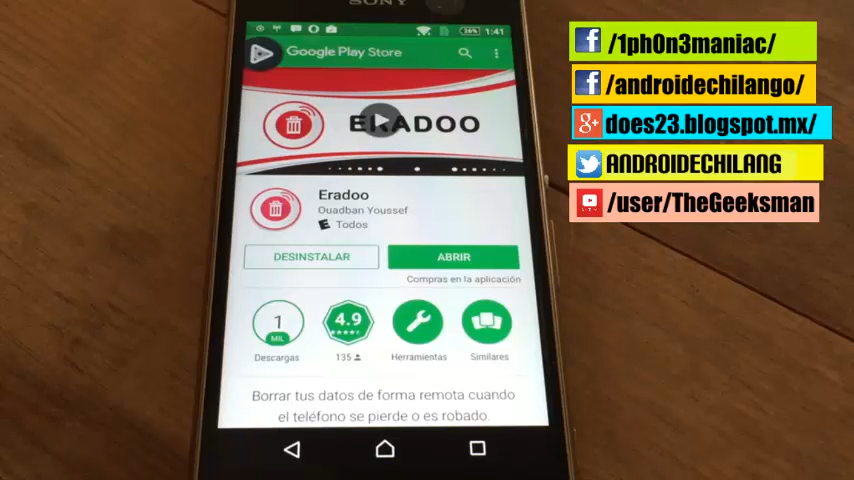 SONY
36% 1:41
Google Play Store
ERADOO
Eradoo
Ouadban Youssef
E Todos
DESINSTALAR
ABRIR
Compras en la aplicación
1
MIL
4.9
Descargas
135
Herramientas
Similares
Borrar tus datos de forma remota cuando
el teléfono se pierde o es robado.
/1ph0n3maniac/
/androidechilango/
does23.blogspot.mx/
ANDROIDECHILANG
/user/TheGeeksman